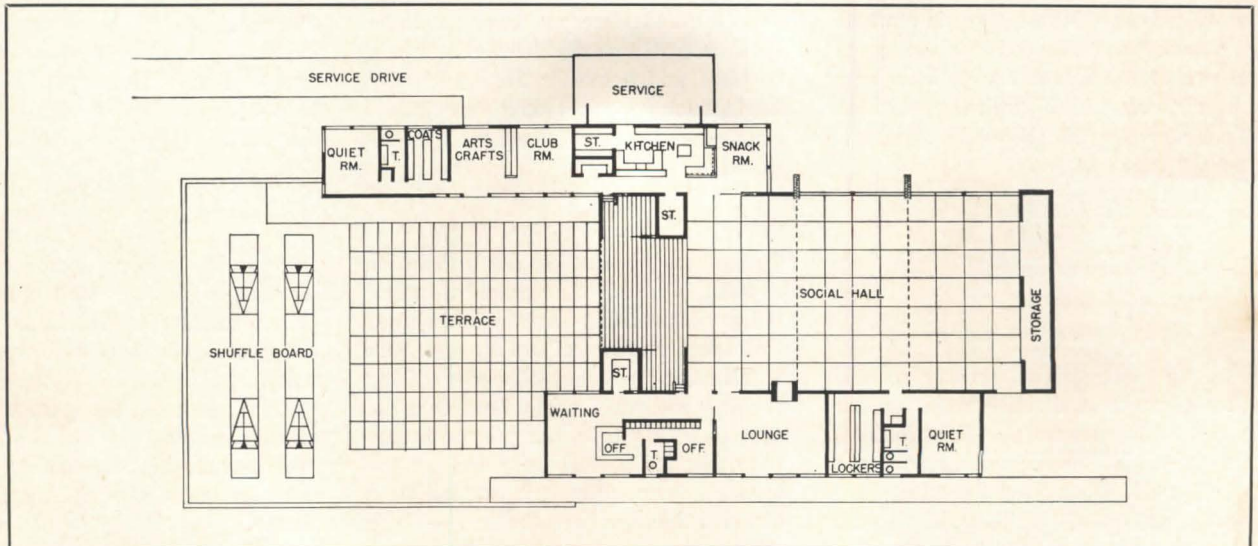 SERVICE DRIVE
SERVICE
QUIET
RM.
T.
COATS
ARTS
CRAFTS
CLUB
RM.
ST.
KITCHEN
SNACK
RM.
ST.
SOCIAL HALL
STORAGE
TERRACE
SHUFFLE BOARD
ST.
WAITING
OFF
T.
OFF.
LOUNGE
LOCKERS
T.
QUIET
RM.